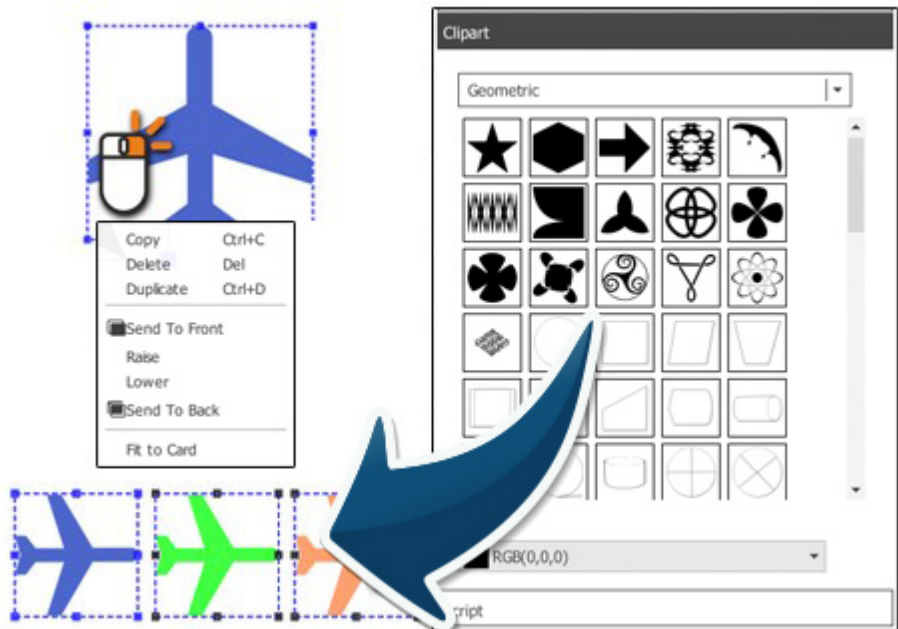 Clipart
Geometric
Copy Ctrl+C
Delete Del
Duplicate Ctrl+D
Send To Front
Raise
Lower
Send To Back
Fit to Card
RGB(0,0,0)
cript